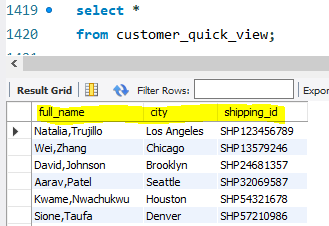 1419 select *
1420 from customer_quick_view;
Result Grid Filter Rows: Expor
full_name city shipping_id
Natalia,Trujillo Los Angeles SHP123456789
Wei,Zhang Chicago SHP13579246
David,Johnson Brooklyn SHP24681357
Aarav,Patel Seattle SHP32069587
Kwame,Nwachukwu Houston SHP54321678
Sione,Taufa Denver SHP57210986